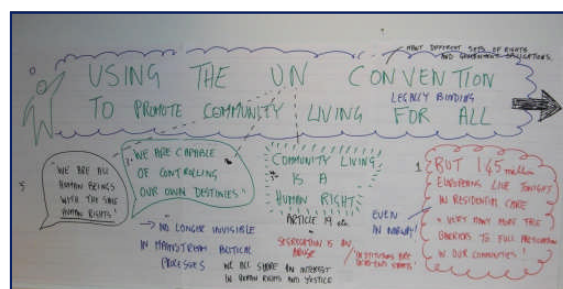 MANY DIFFERENT SETS OF RIGHTS
AND GOVERNMENT OBLIGATIONS
USING THE UN CONVENTION
LEGALLY BINDING
TO PROMOTE COMMUNITY LIVING FOR ALL
"WE ARE ALL
HUMAN BEINGS
WITH THE SAME
HUMAN RIGHTS"
"WE ARE CAPABLE
OF CONTROLLING
OUR OWN DESTINIES"
→ NO LONGER INVISIBLE
IN MAINSTREAM POLITICAL
PROCESSES
COMMUNITY LIVING
IS A
HUMAN RIGHT
ARTICLE 19 etc
SEGREGATION IS AN
ABUSE
WE ALL SHARE AN INTEREST
IN HUMAN RIGHTS AND JUSTICE
EVEN
IN
BUT 1.45 million
EUROPEANS LIVE TONIGHT
IN RESIDENTIAL CARE
& VERY MANY MORE FACE
BARRIERS TO FULL PARTICIPATION
IN OUR COMMUNITIES!